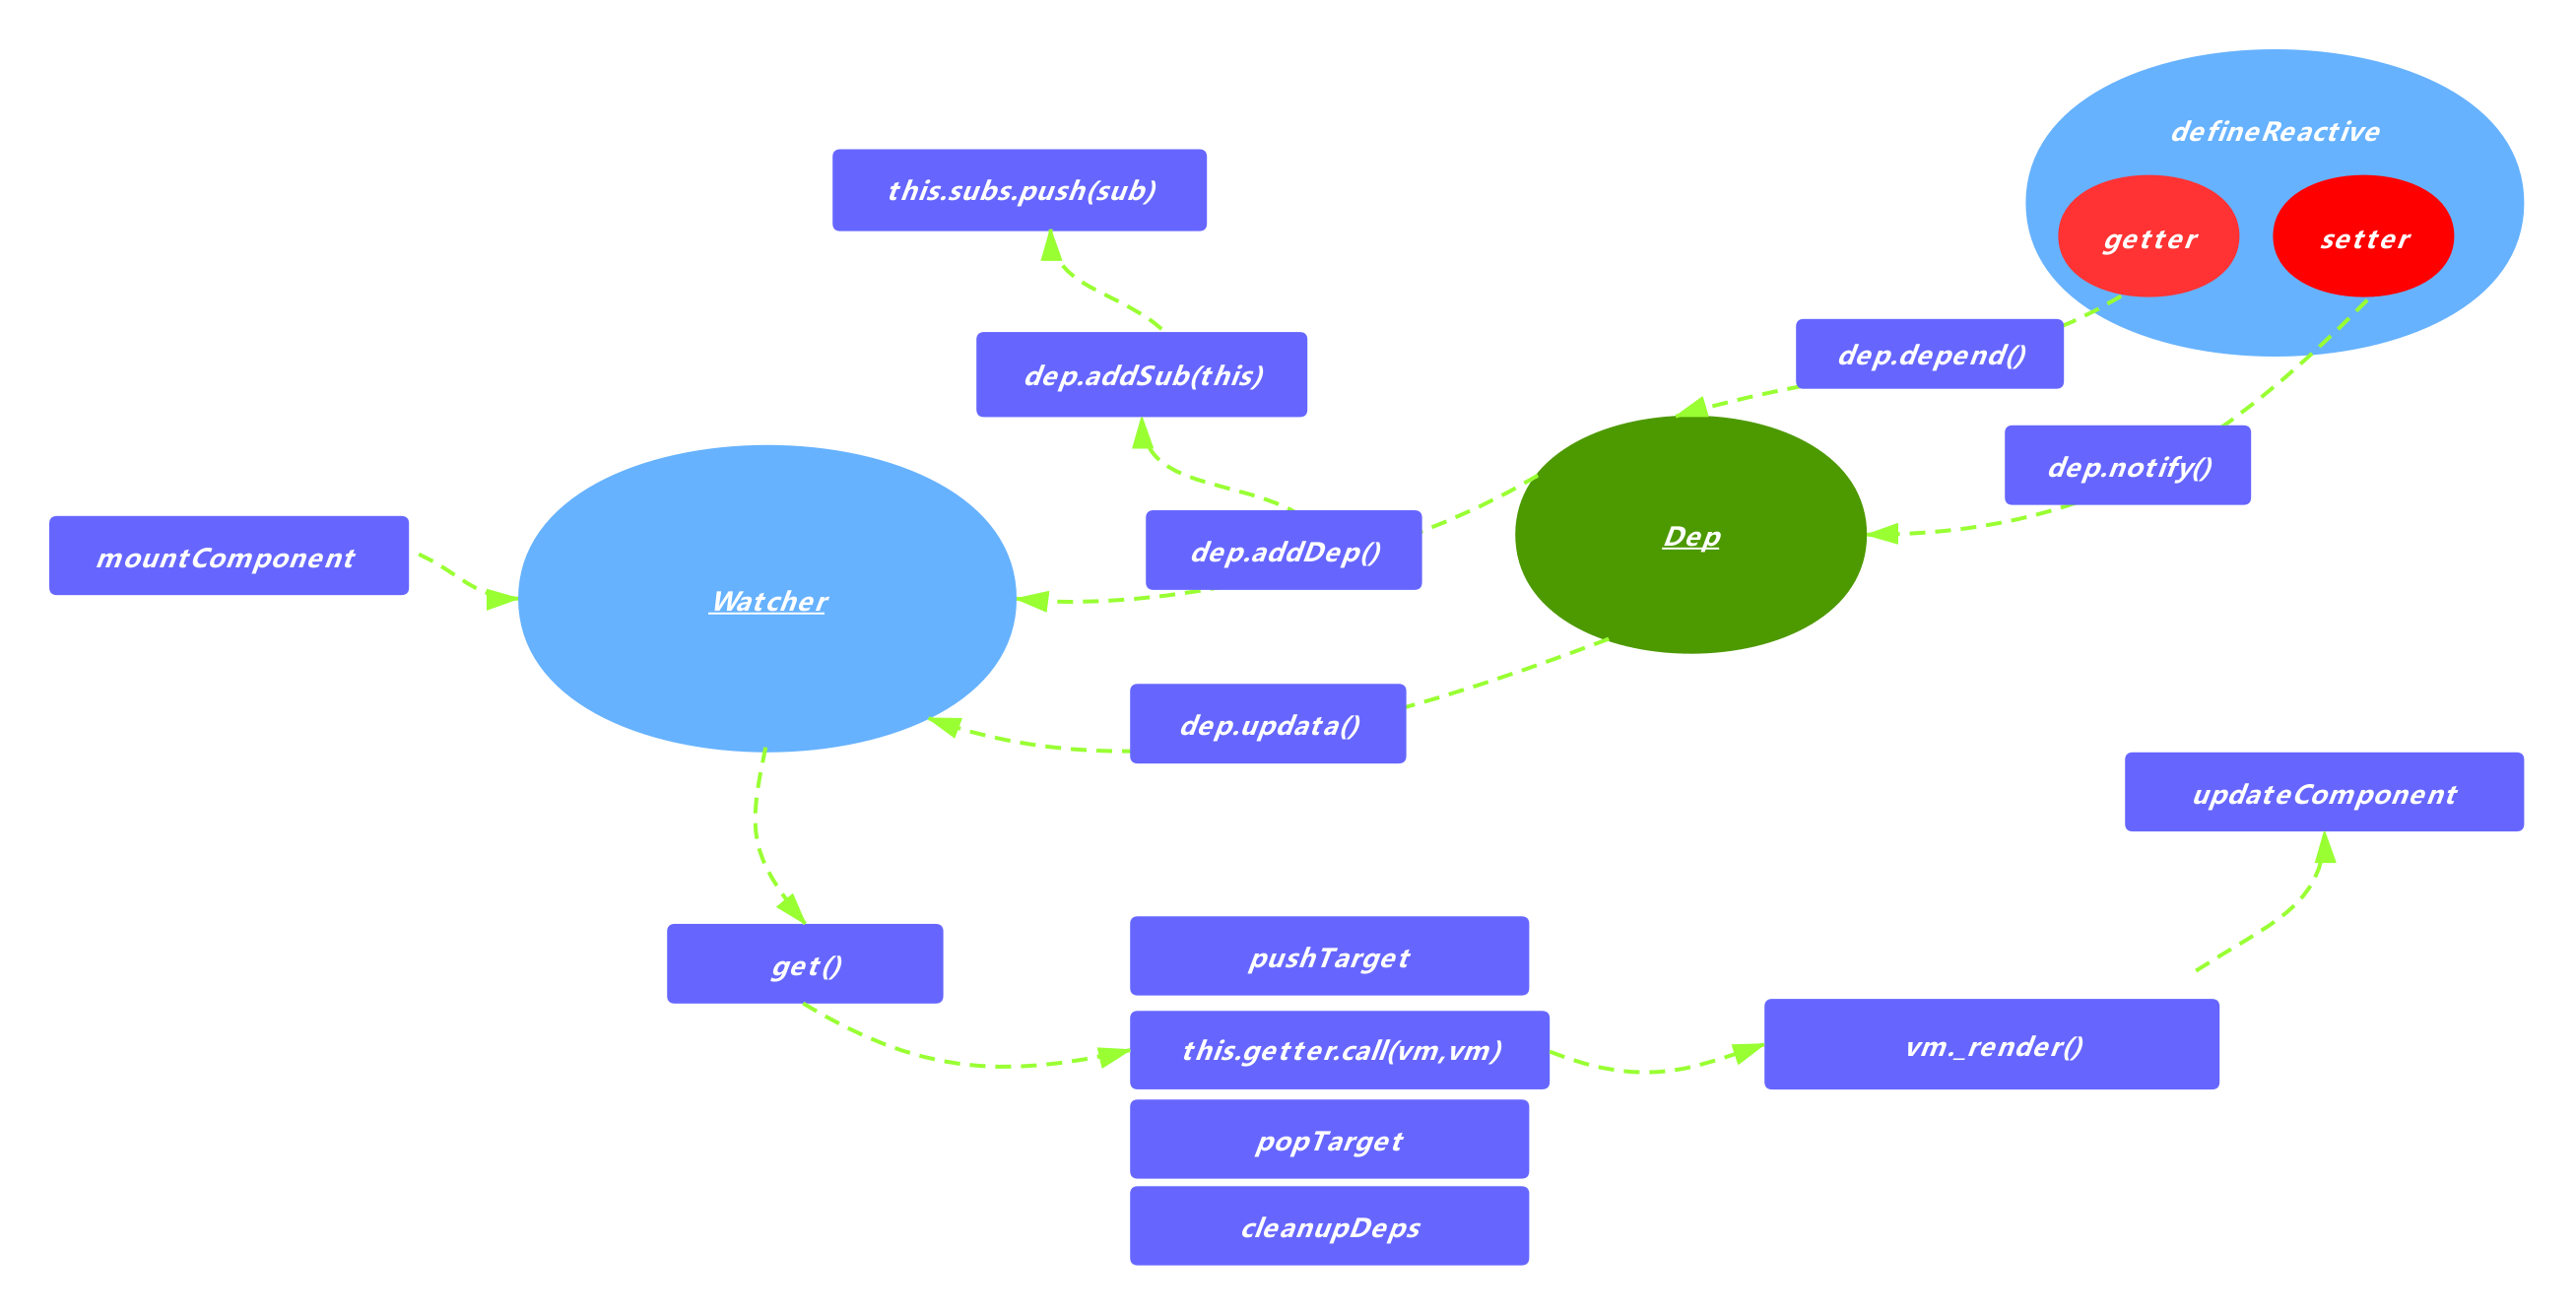 defineReactive
getter
setter
this.subs.push(sub)
dep.depend()
dep.addSub(this)
dep.notify()
Dep
dep.addDep()
mountComponent
Watcher
dep.updata()
updateComponent
get()
pushTarget
this.getter.call(vm,vm)
vm._render()
popTarget
cleanupDeps